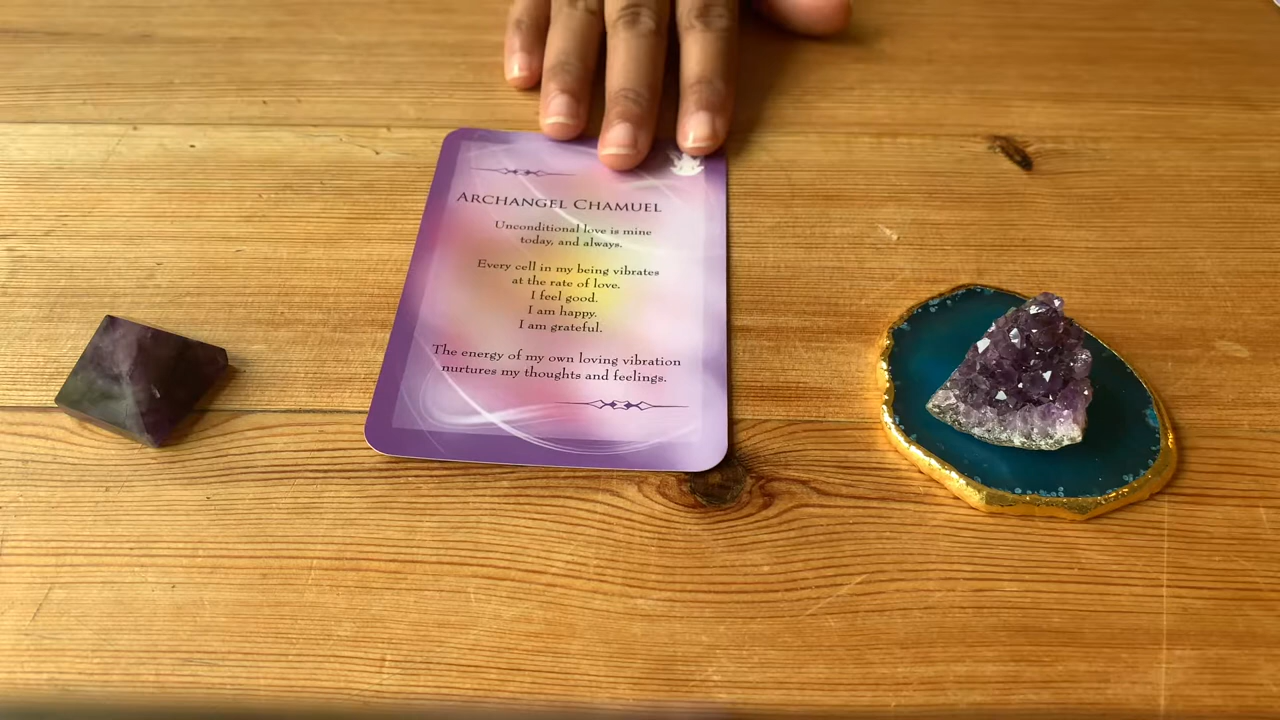 Archangel Chamuel
Unconditional love is mine
today, and always.
Every cell in my being vibrates
at the rate of love.
I feel good.
I am happy.
I am grateful.
The energy of my own loving vibration
nurtures my thoughts and feelings.